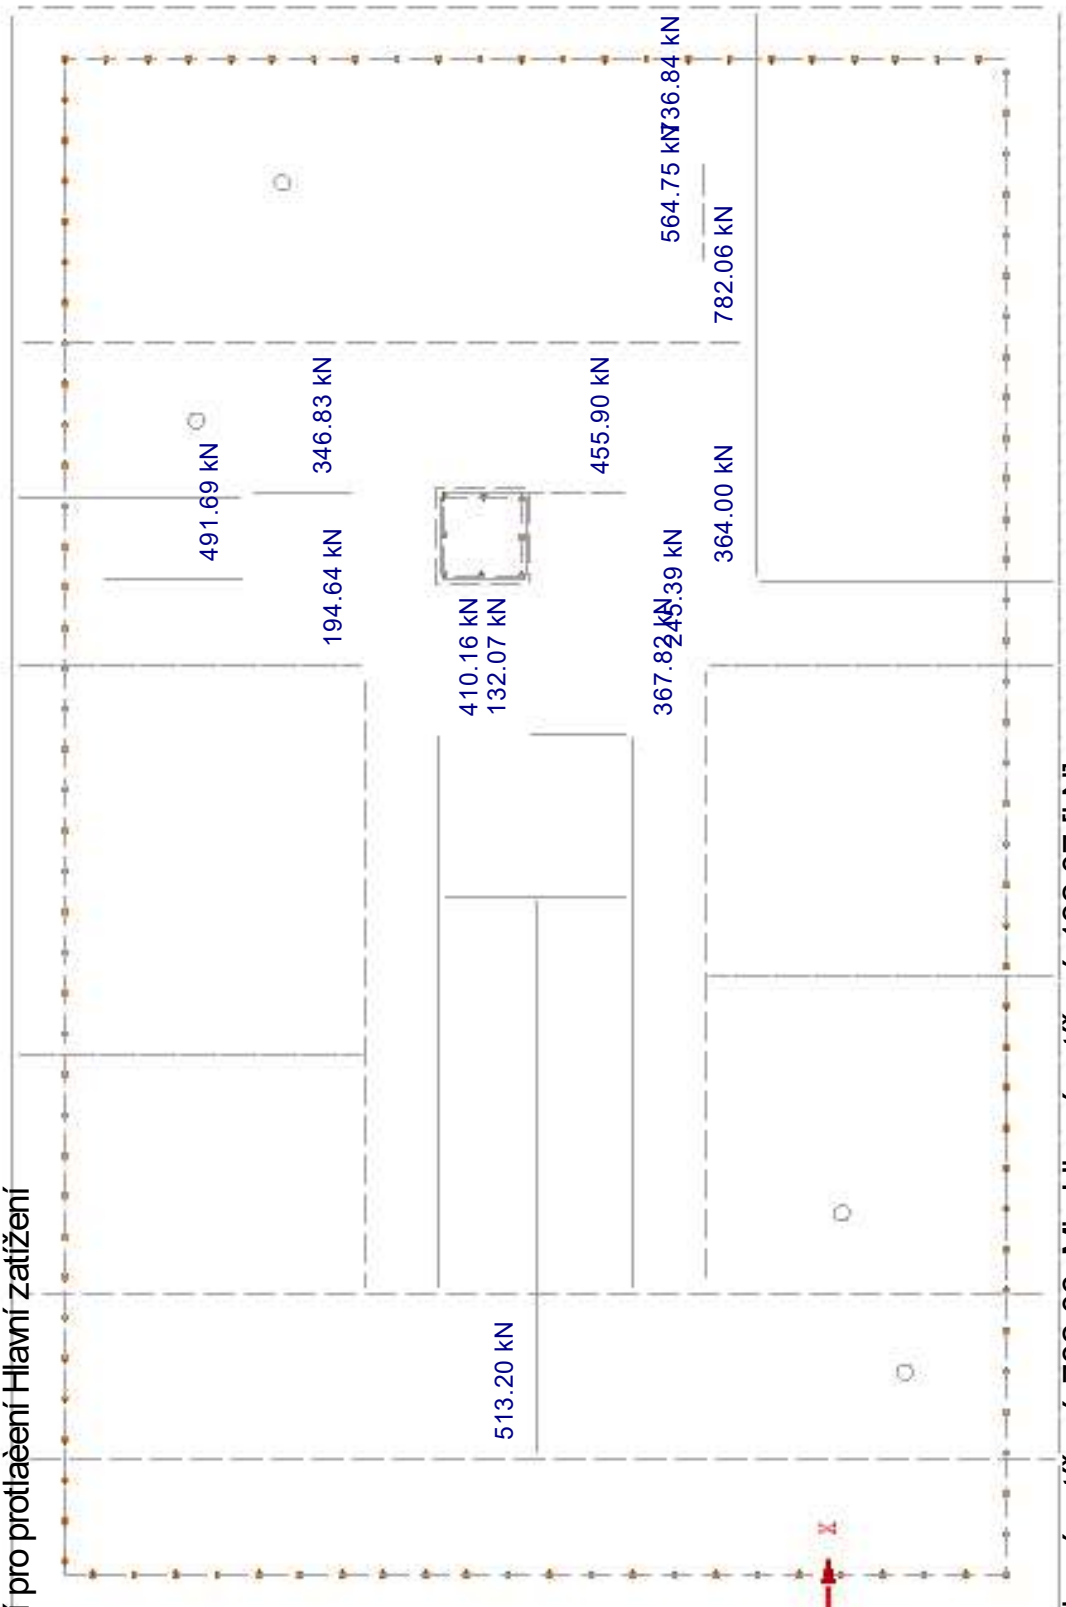 í pro protlaèení Hlavní zatížení
736.84 kN
564.75 kN
782.06 kN
346.83 kN
455.90 kN
491.69 kN
364.00 kN
194.64 kN
245.39 kN
410.16 kN
132.07 kN
367.82 kN
513.20 kN
X